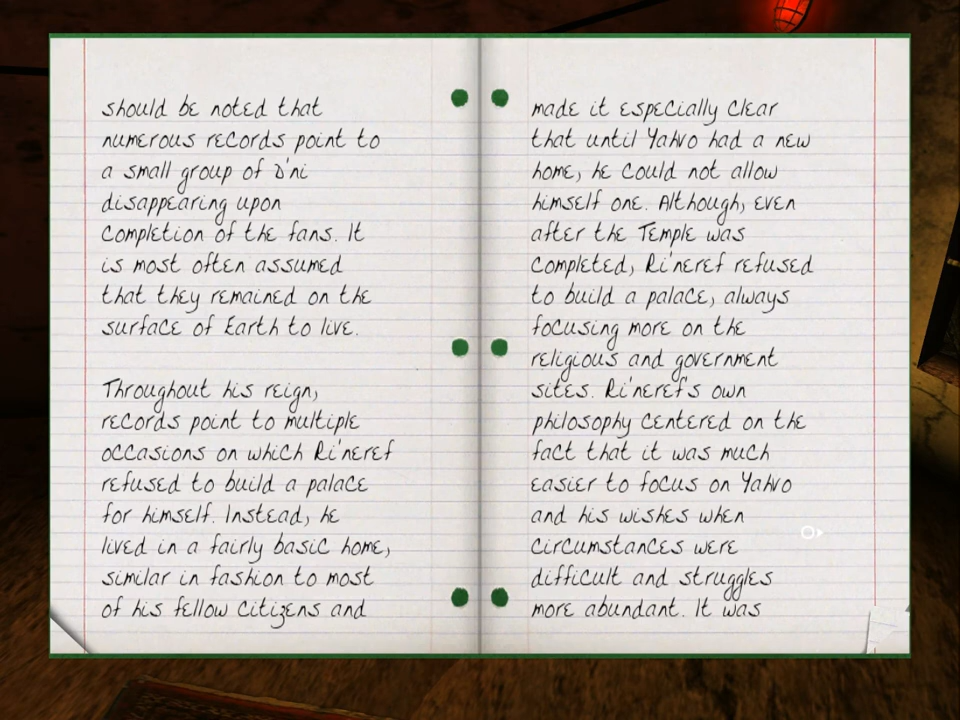 should be noted that
numerous records point to
a small group of D'ni
disappearing upon
completion of the fans. It
is most often assumed
that they remained on the
surface of Earth to live.
Throughout his reign,
records point to multiple
occasions on which Ri'neref
refused to build a palace
for himself. Instead, he
lived in a fairly basic home,
similar in fashion to most
of his fellow citizens and
made it especially clear
that until Yahvo had a new
home, he could not allow
himself one. Although, even
after the Temple was
completed, Ri'neref refused
to build a palace, always
focusing more on the
religious and government
sites. Ri'neref's own
philosophy centered on the
fact that it was much
easier to focus on Yahvo
and his wishes when
circumstances were
difficult and struggles
more abundant. It was